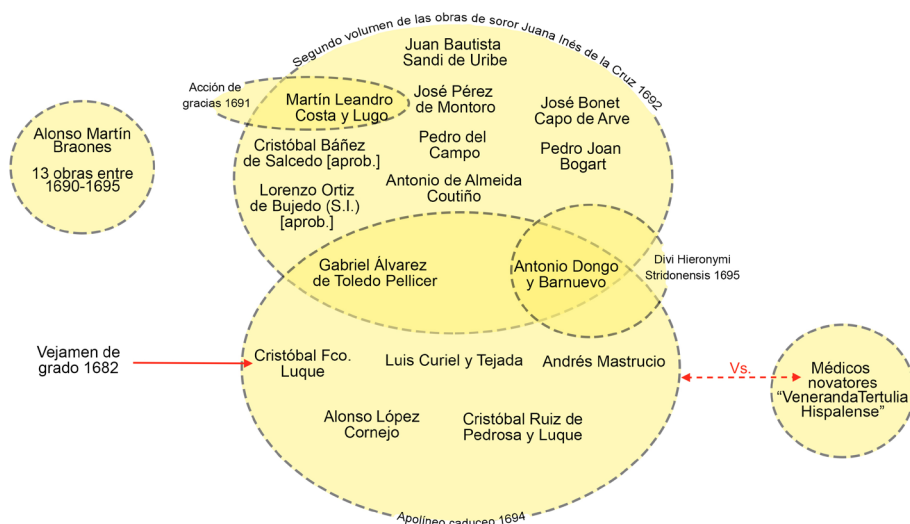 Segundo volumen de las obras de soror Juana Inés de la Cruz 1692
Juan Bautista
Sandi de Uribe
Acción de
gracias 1691
Martín Leandro
Costa y Lugo
José Pérez
de Montoro
José Bonet
Capo de Arve
Alonso Martín
Braones
13 obras entre
1690-1695
Cristóbal Báñez
de Salcedo [aprob.]
Pedro del
Campo
Pedro Joan
Bogart
Lorenzo Ortiz
de Bujedo (S.I.)
[aprob.]
Antonio de Almeida
Coutiño
Gabriel Álvarez
de Toledo Pellicer
Antonio Dongo
y Barnuevo
Divi Hieronymi
Stridonensis 1695
Vejamen de
grado 1682
Cristóbal Fco.
Luque
Luis Curiel y Tejada
Andrés Mastrucio
Vs.
Médicos
novatores
“VenerandaTertulia
Hispalense”
Alonso López
Cornejo
Cristóbal Ruiz de
Pedrosa y Luque
Apolíneo caduceo 1694